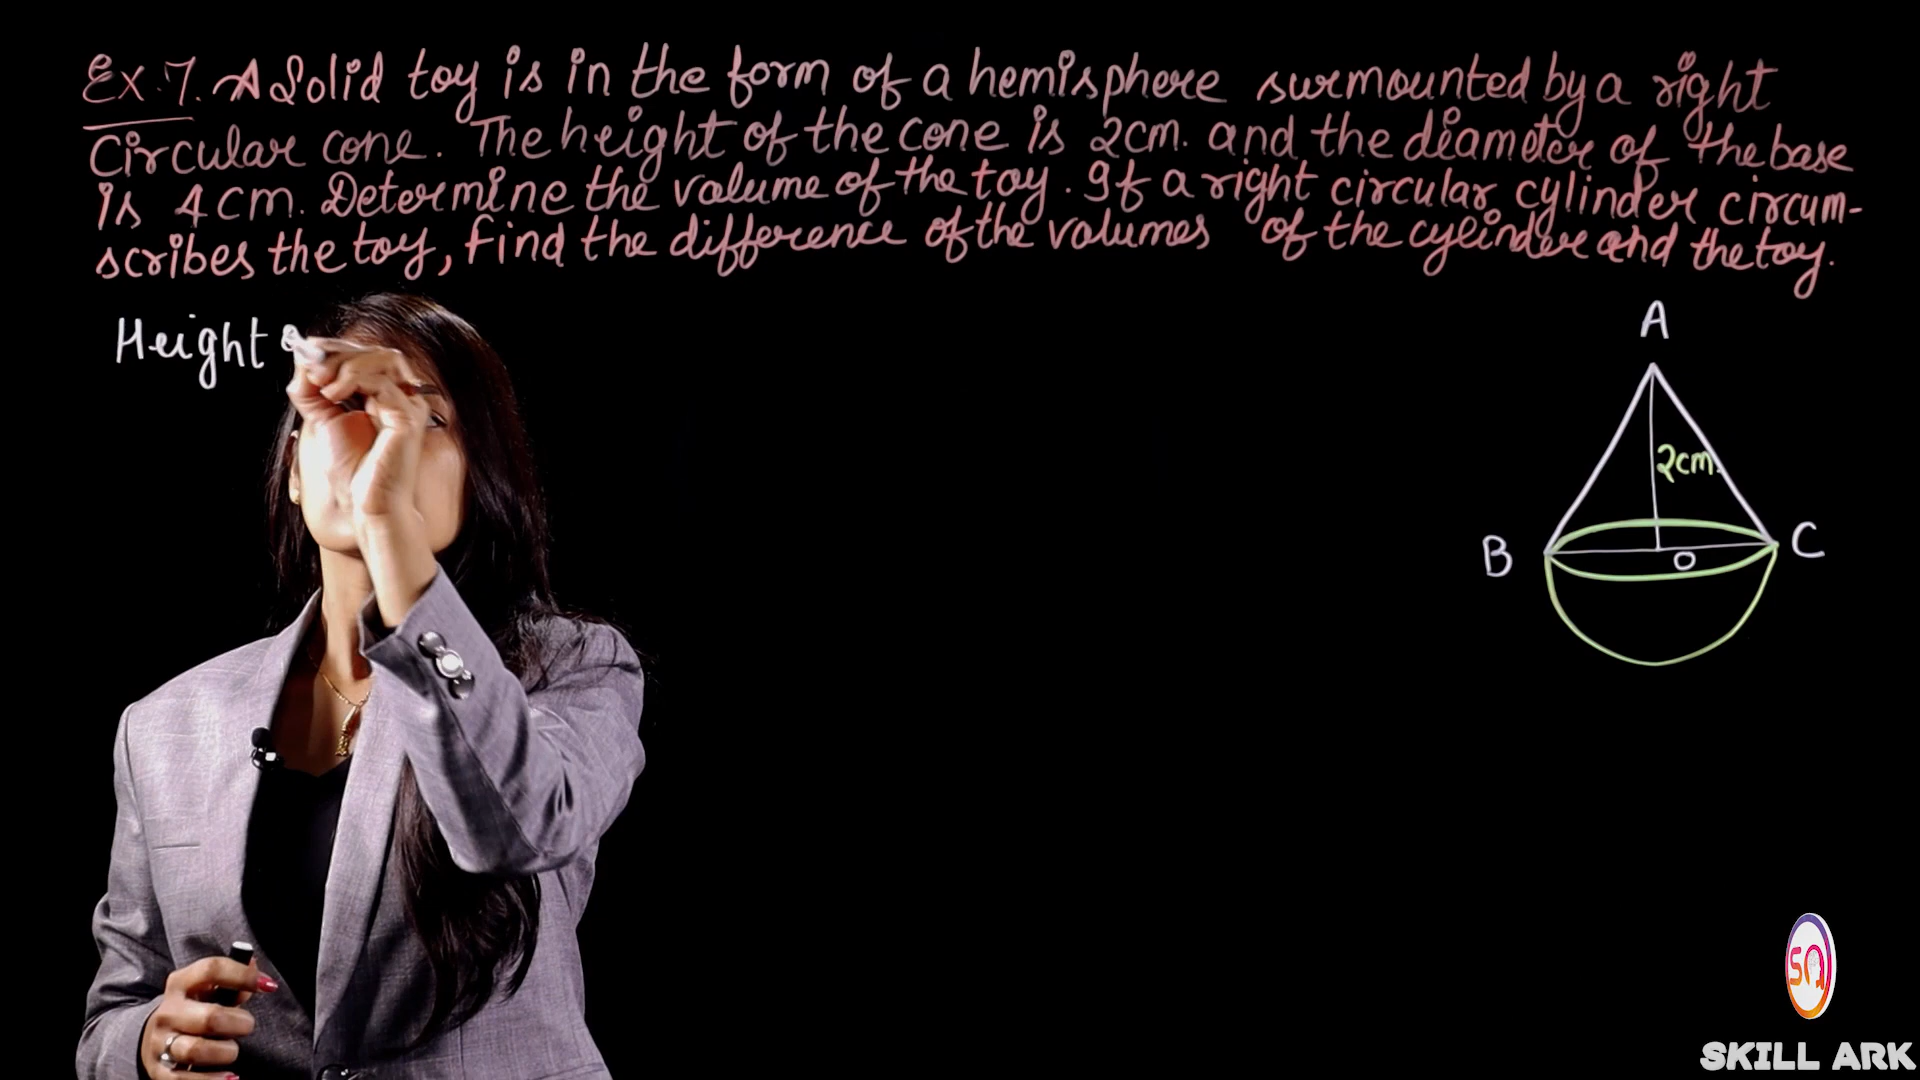 Ex.7. A Solid toy is in the form of a hemisphere surmounted by a right
Circular cone. The height of the cone is 2cm. and the diameter of the base
is 4cm. Determine the volume of the toy. If a right circular cylinder circum-
scribes the toy, find the difference of the volumes of the cylinder and the toy.
Height
A
2cm.
B
O
C
SKILL ARK